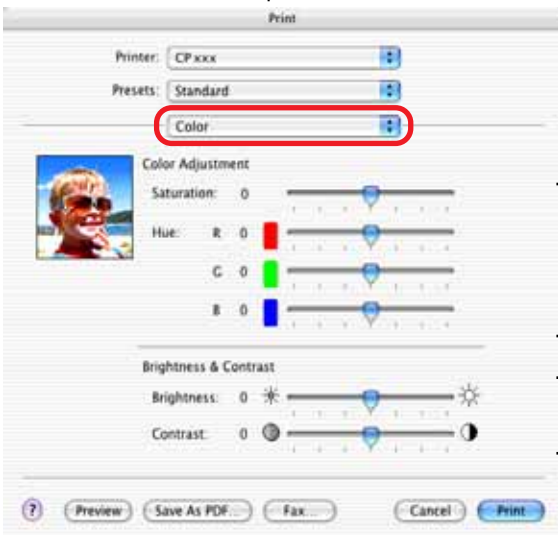 Print
Printer: CP xxx
Presets: Standard
Color
Color Adjustment
Saturation: 0
Hue: R 0
G 0
B 0
Brightness & Contrast
Brightness: 0
Contrast: 0
? Preview Save As PDF... Fax... Cancel Print